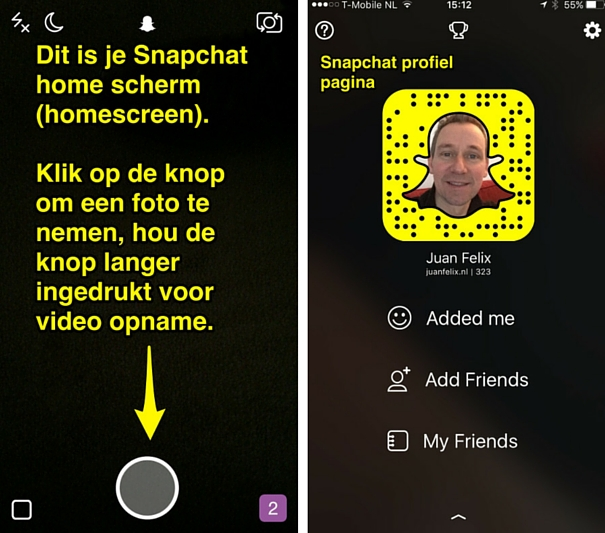 Dit is je Snapchat
home scherm
(homescreen).
Klik op de knop
om een foto te
nemen, hou de
knop langer
ingedrukt voor
video opname.
2
T-Mobile NL
15:12
55%
Snapchat profiel
pagina
Juan Felix
juanfelix.nl | 323
Added me
Add Friends
My Friends